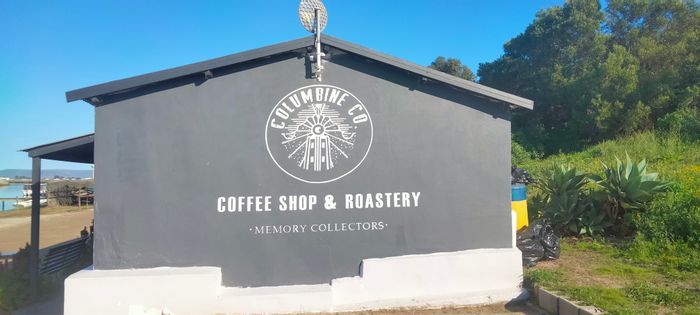 COLUMBINE CO.
COFFEE SHOP & ROASTERY
·MEMORY COLLECTORS·